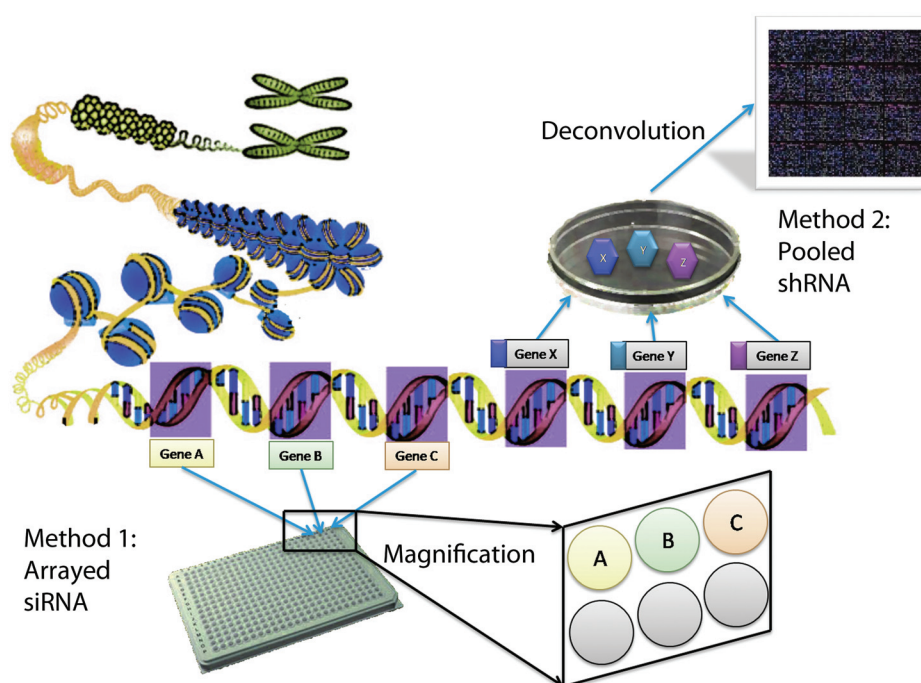 Deconvolution
Method 2:
Pooled
shRNA
X
Y
Z
Gene X
Gene Y
Gene Z
Gene A
Gene B
Gene C
Method 1:
Arrayed
siRNA
Magnification
A
B
C